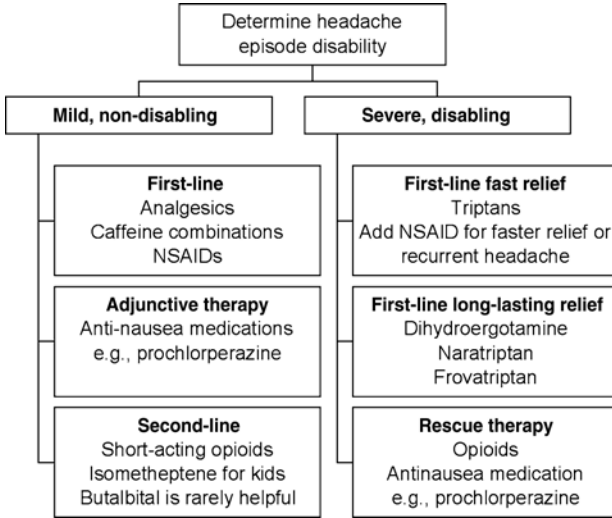 Determine headache
episode disability
Mild, non-disabling
Severe, disabling
First-line
Analgesics
Caffeine combinations
NSAIDs
Adjunctive therapy
Anti-nausea medications
e.g., prochlorperazine
Second-line
Short-acting opioids
Isometheptene for kids
Butalbital is rarely helpful
First-line fast relief
Triptans
Add NSAID for faster relief or
recurrent headache
First-line long-lasting relief
Dihydroergotamine
Naratriptan
Frovatriptan
Rescue therapy
Opioids
Antinausea medication
e.g., prochlorperazine